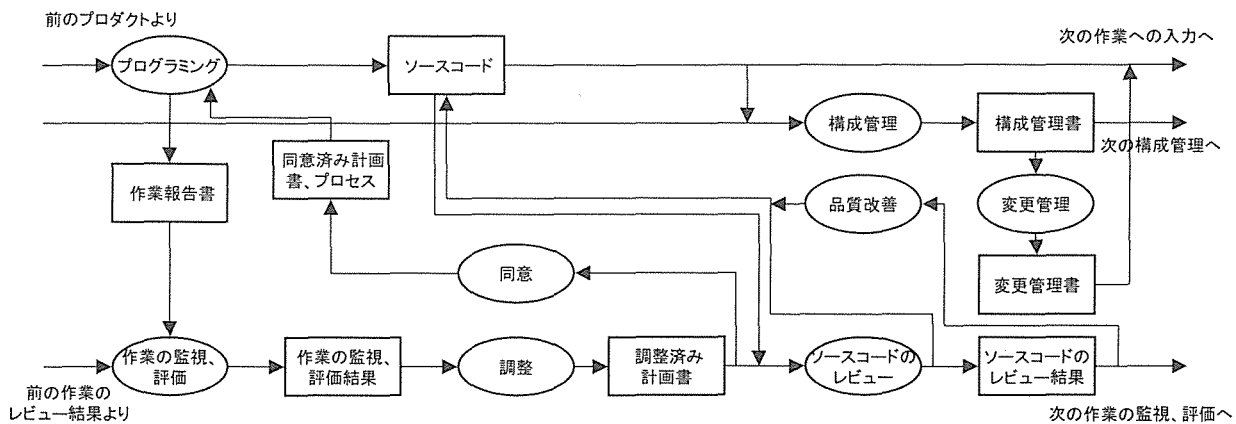 前のプロダクトより
プログラミング
ソースコード
次の作業への入力へ
構成管理
構成管理書
次の構成管理へ
同意済み計画
書、プロセス
作業報告書
品質改善
変更管理
同意
変更管理書
作業の監視、
評価
作業の監視、
評価結果
調整
調整済み
計画書
ソースコードの
レビュー
ソースコードの
レビュー結果
前の作業の
レビュー結果より
次の作業の監視、評価へ